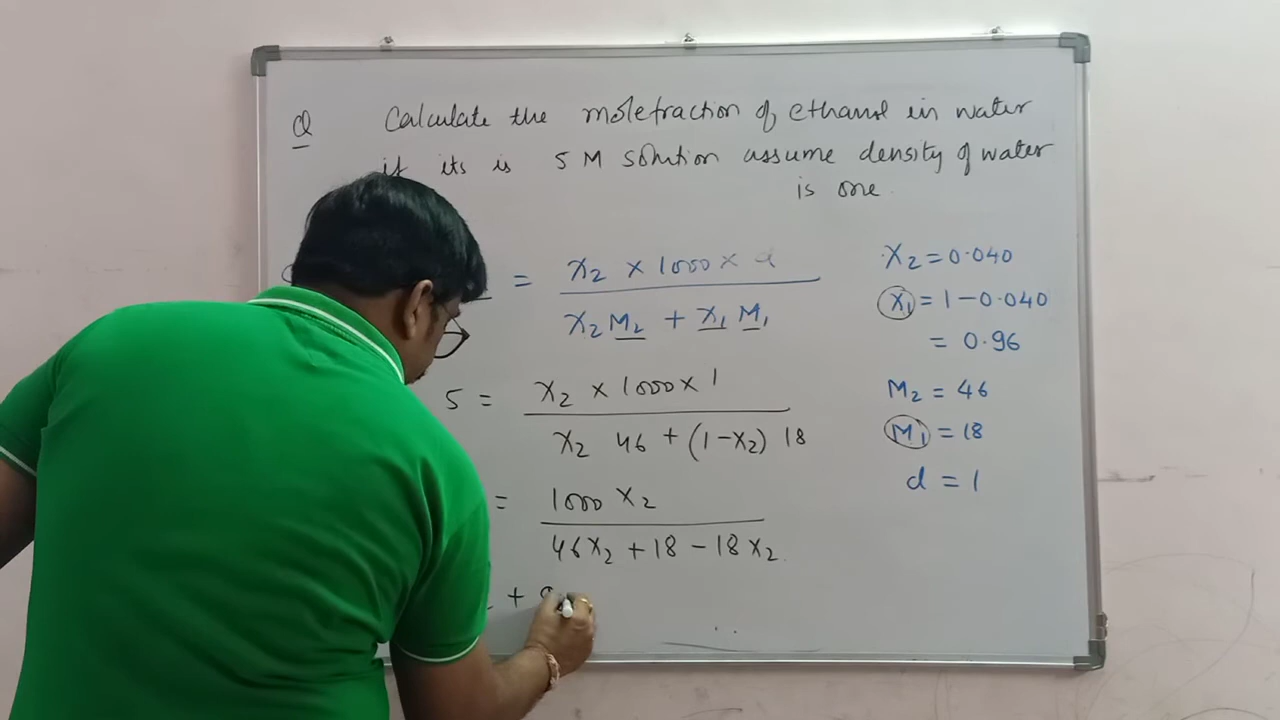 Q Calculate the molefraction of ethanol in water
if its is 5 M solution assume density of water
is one
= x₂ × 1000 × d
x₂ M₂ + x₁ M₁
5 = x₂ × 1000 × 1
x₂ 46 + (1-x₂) 18
= 1000 x₂
46x₂ + 18 - 18x₂
+
x₂ = 0.040
x₁ = 1 - 0.040
= 0.96
M₂ = 46
M₁ = 18
d = 1